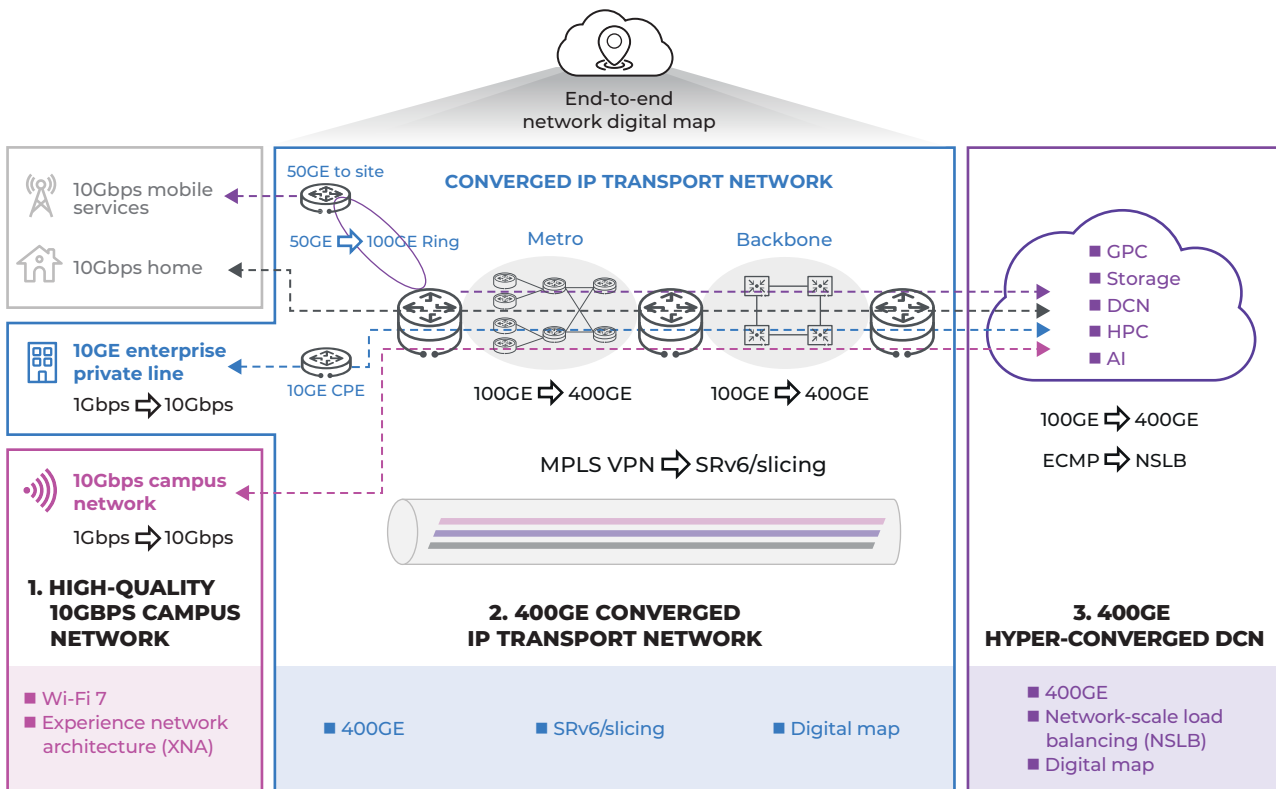 End-to-end
network digital map
10Gbps mobile
services
10Gbps home
10GE enterprise
private line
1Gbps 10Gbps
10Gbps campus
network
1Gbps 10Gbps
1. HIGH-QUALITY
10GBPS CAMPUS
NETWORK
Wi-Fi 7
Experience network
architecture (XNA)
50GE to site
CONVERGED IP TRANSPORT NETWORK
50GE 100GE Ring
Metro
Backbone
10GE CPE
100GE 400GE
100GE 400GE
MPLS VPN SRv6/slicing
2. 400GE CONVERGED
IP TRANSPORT NETWORK
400GE
SRv6/slicing
Digital map
GPC
Storage
DCN
HPC
AI
100GE 400GE
ECMP NSLB
3. 400GE
HYPER-CONVERGED DCN
400GE
Network-scale load
balancing (NSLB)
Digital map